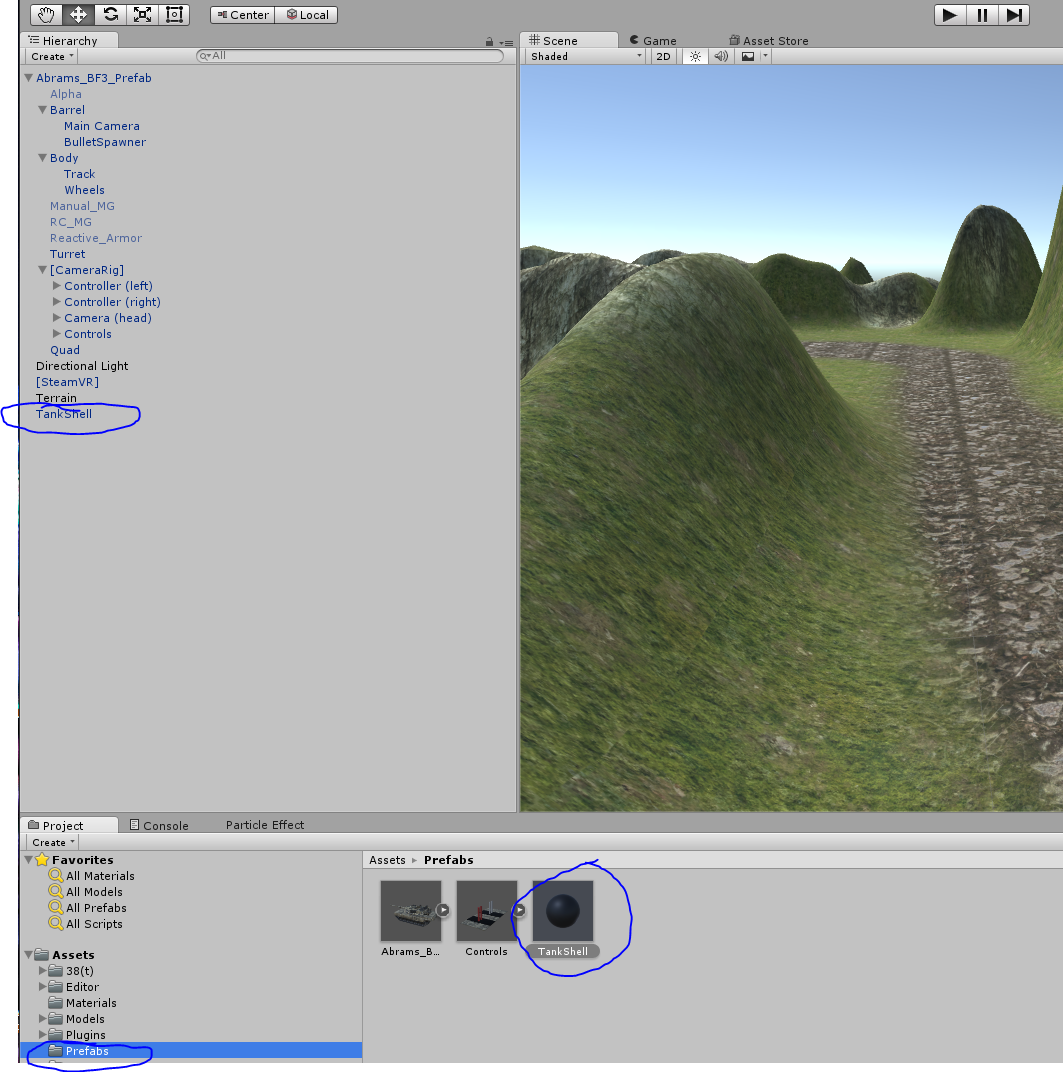 Center Local
Hierarchy
Create All
Abrams_BF3_Prefab
Alpha
Barrel
Main Camera
BulletSpawner
Body
Track
Wheels
Manual_MG
RC_MG
Reactive_Armor
Turret
[CameraRig]
Controller (left)
Controller (right)
Camera (head)
Controls
Quad
Directional Light
[SteamVR]
Terrain
TankShell
Scene Game Asset Store
Shaded 2D
Project Console Particle Effect
Create
Favorites
All Materials
All Models
All Prefabs
All Scripts
Assets
38(t)
Editor
Materials
Models
Plugins
Prefabs
Assets Prefabs
Abrams_B... Controls TankShell